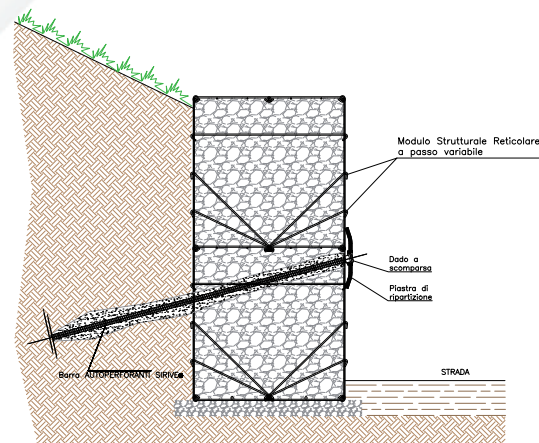 Modulo Strutturale Reticolare
a passo variabile
Dado a
scomparsa
Piastra di
ripartizione
Barra AUTOPERFORANTI SIRIVE®
STRADA